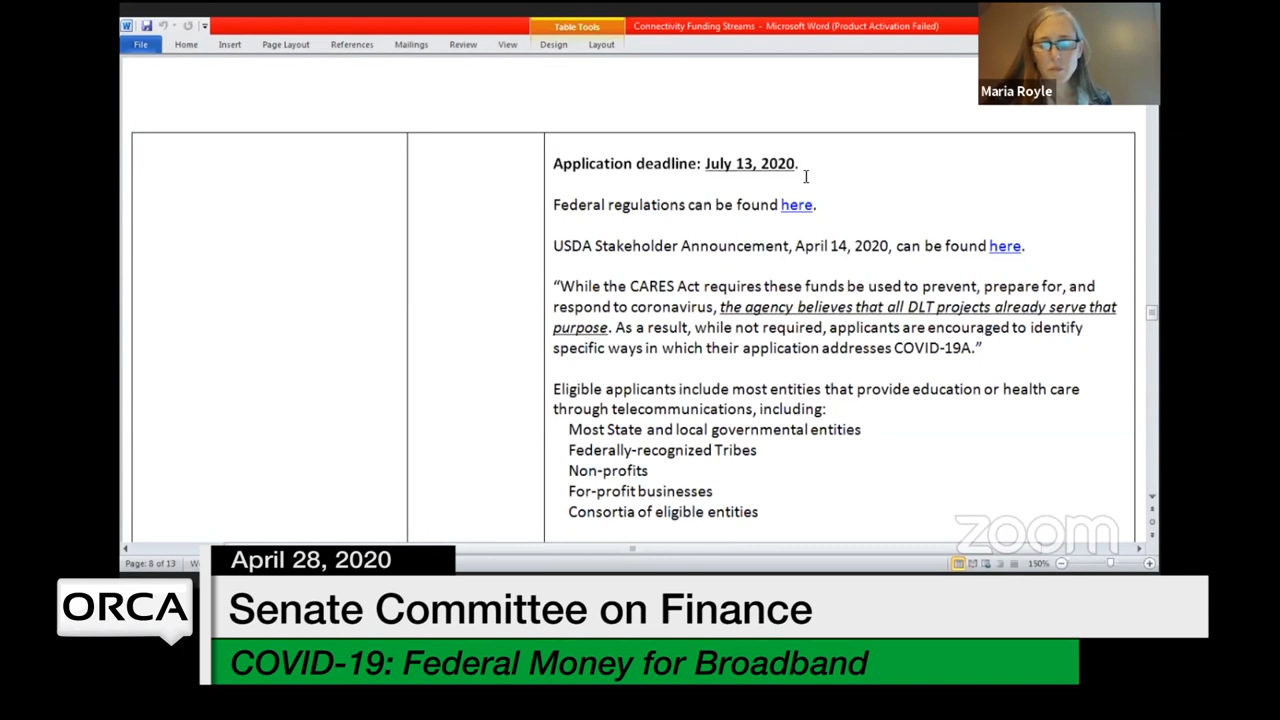 Table Tools
Connectivity Funding Streams - Microsoft Word (Product Activation Failed)
File
Home
Insert
Page Layout
References
Mailings
Review
View
Design
Layout
Maria Royle
Application deadline: July 13, 2020.
Federal regulations can be found here.
USDA Stakeholder Announcement, April 14, 2020, can be found here.
“While the CARES Act requires these funds be used to prevent, prepare for, and
respond to coronavirus, the agency believes that all DLT projects already serve that
purpose. As a result, while not required, applicants are encouraged to identify
specific ways in which their application addresses COVID-19A.”
Eligible applicants include most entities that provide education or health care
through telecommunications, including:
Most State and local governmental entities
Federally-recognized Tribes
Non-profits
For-profit businesses
Consortia of eligible entities
zoom
Page: 8 of 13
150%
April 28, 2020
ORCA
Senate Committee on Finance
COVID-19: Federal Money for Broadband